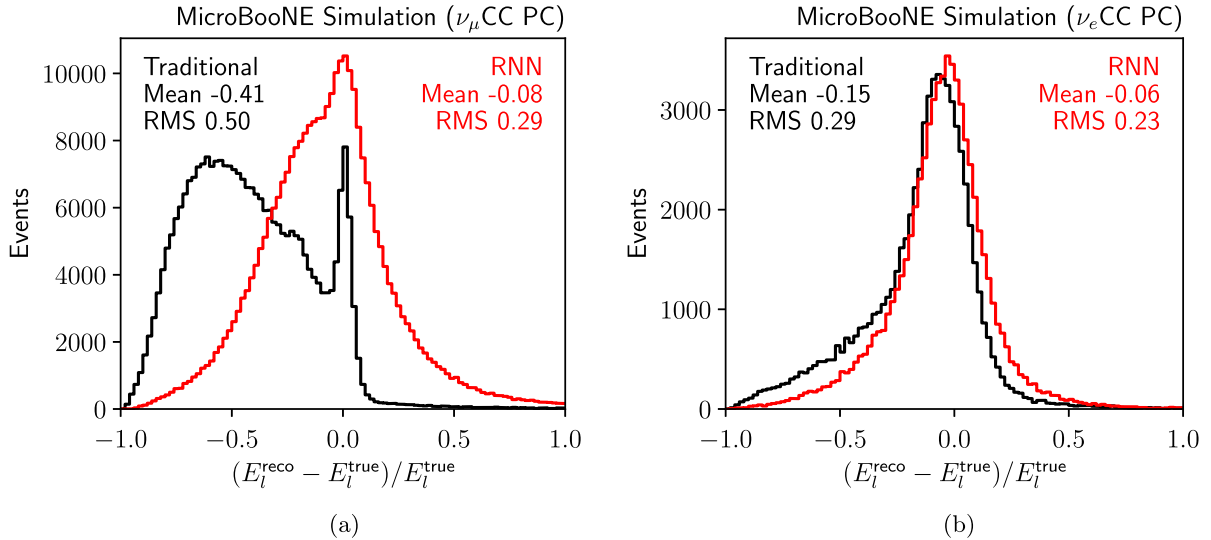 MicroBooNE Simulation (νμCC PC)
Traditional
Mean -0.41
RMS 0.50
RNN
Mean -0.08
RMS 0.29
Events
10000
8000
6000
4000
2000
0
−1.0 −0.5 0.0 0.5 1.0
(E_l^reco − E_l^true)/E_l^true
(a)
MicroBooNE Simulation (νeCC PC)
Traditional
Mean -0.15
RMS 0.29
RNN
Mean -0.06
RMS 0.23
Events
3000
2000
1000
0
−1.0 −0.5 0.0 0.5 1.0
(E_l^reco − E_l^true)/E_l^true
(b)